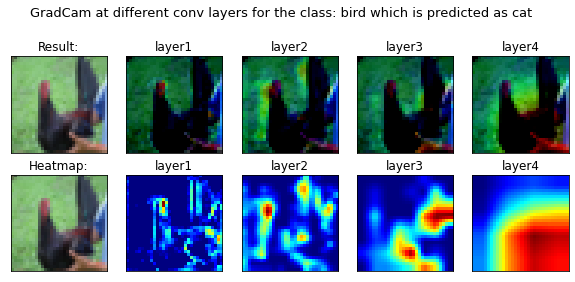 GradCam at different conv layers for the class: bird which is predicted as cat
Result: layer1 layer2 layer3 layer4
Heatmap: layer1 layer2 layer3 layer4